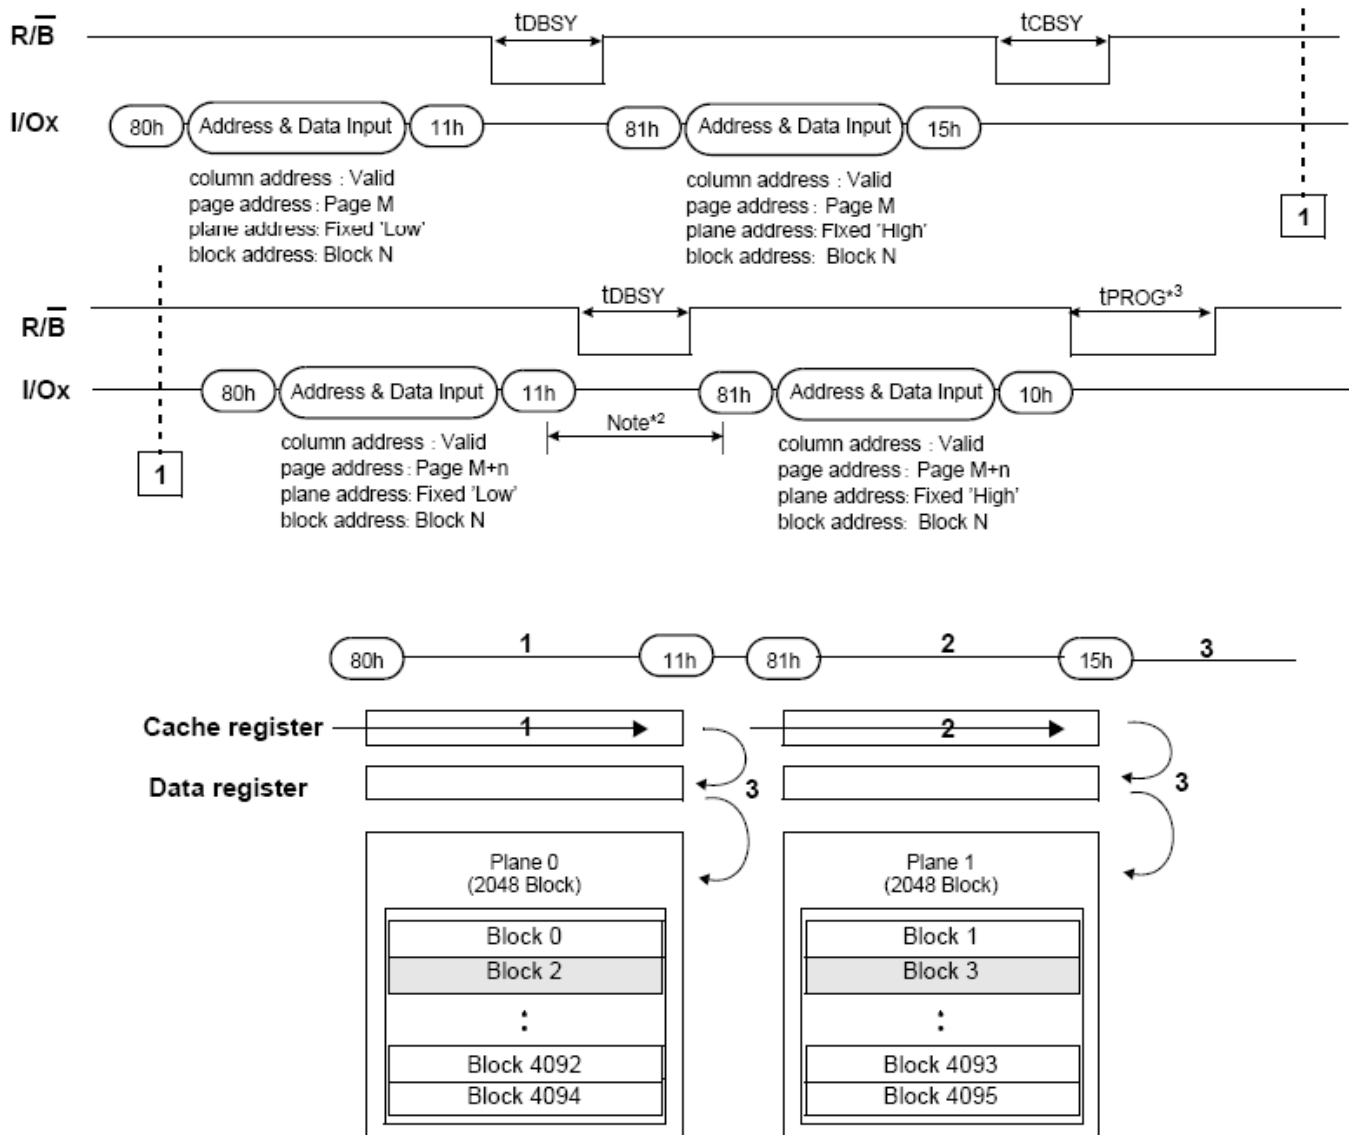 tDBSY tCBSY
R/B
I/Ox 80h Address & Data Input 11h 81h Address & Data Input 15h
column address : Valid
page address : Page M
plane address: Fixed 'Low'
block address: Block N
column address : Valid
page address : Page M
plane address: Fixed 'High'
block address: Block N
1
tDBSY tPROG*3
R/B
I/Ox 80h Address & Data Input 11h 81h Address & Data Input 10h
Note*2
column address : Valid
page address : Page M+n
plane address: Fixed 'Low'
block address: Block N
column address : Valid
page address : Page M+n
plane address: Fixed 'High'
block address: Block N
1
80h 1 11h 81h 2 15h 3
Cache register 1 2
Data register 3 3
Plane 0
(2048 Block)
Block 0
Block 2
:
Block 4092
Block 4094
Plane 1
(2048 Block)
Block 1
Block 3
:
Block 4093
Block 4095